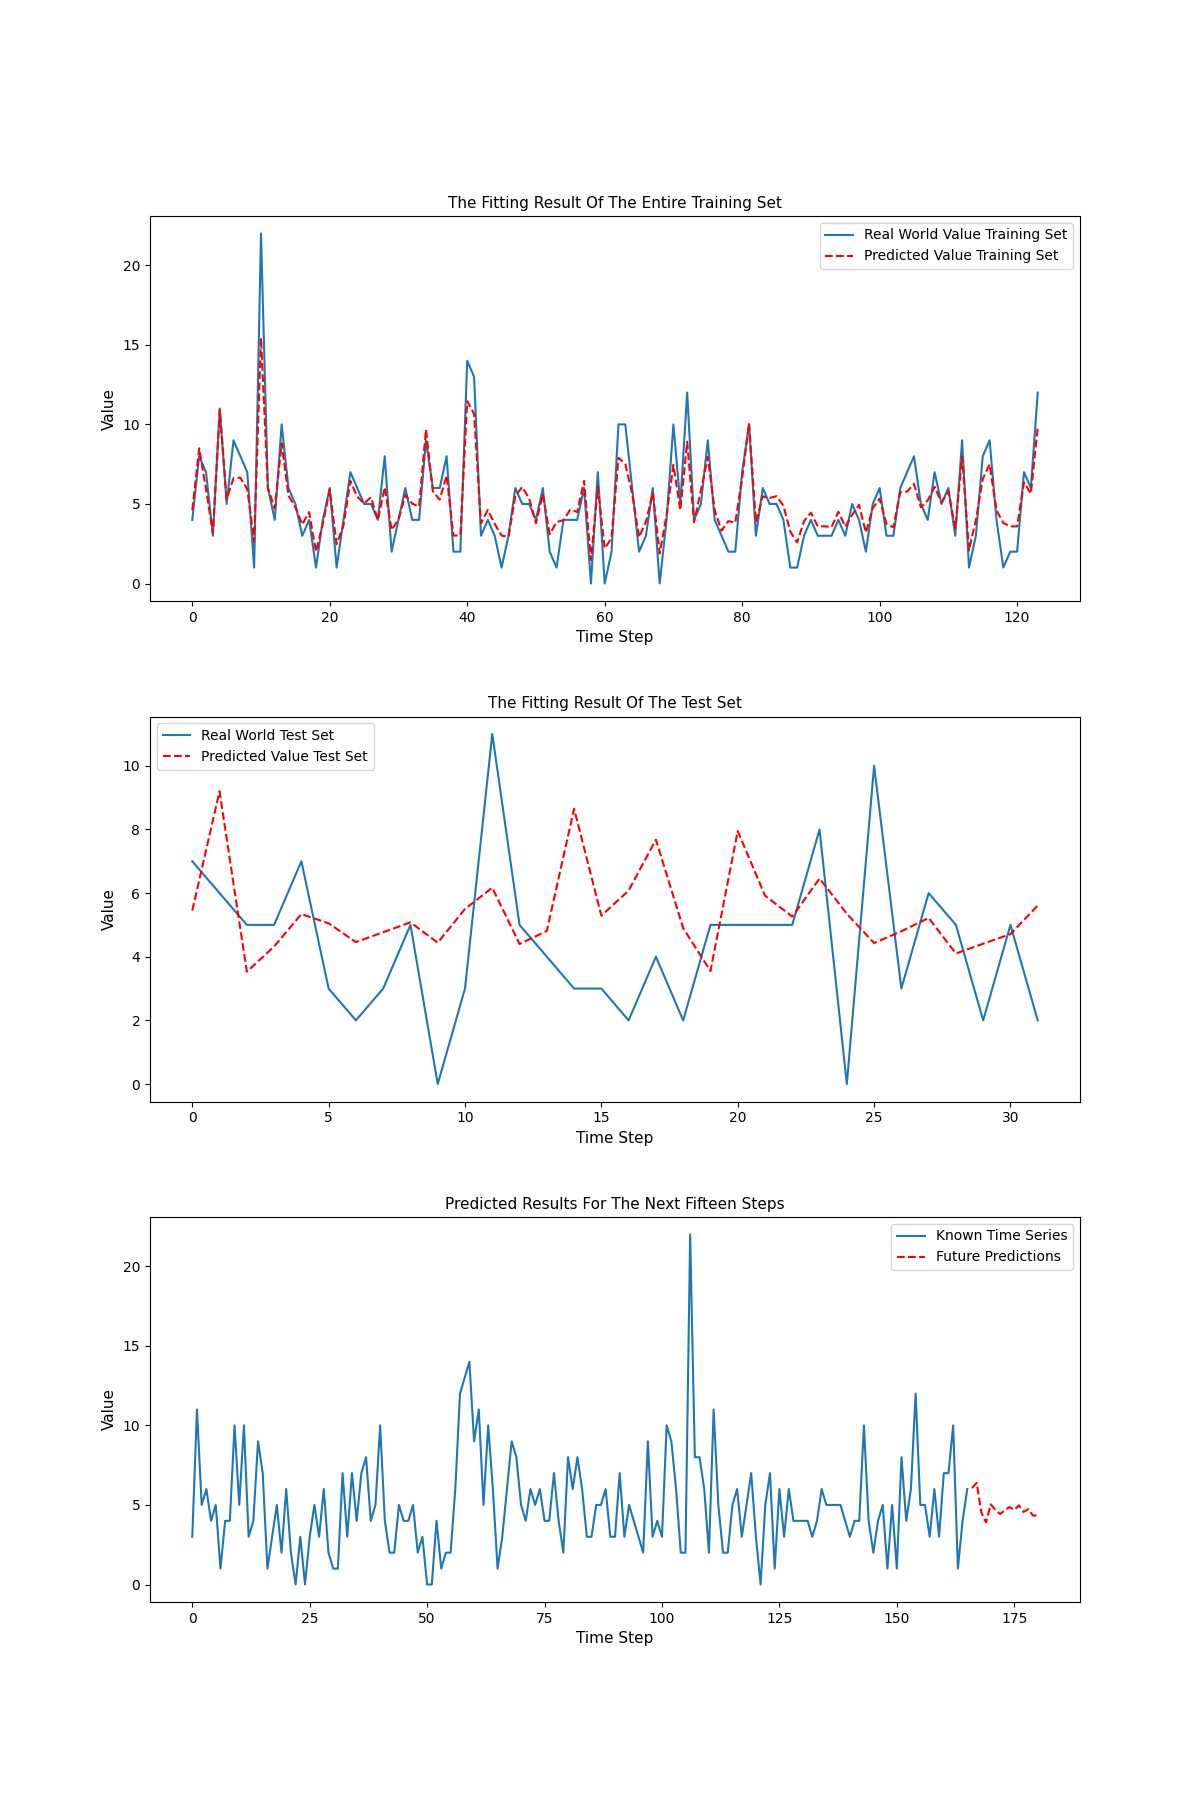 The Fitting Result Of The Entire Training Set
Real World Value Training Set
Predicted Value Training Set
Value
20
15
10
5
0
0 20 40 60 80 100 120
Time Step
The Fitting Result Of The Test Set
Real World Test Set
Predicted Value Test Set
Value
10
8
6
4
2
0
0 5 10 15 20 25 30
Time Step
Predicted Results For The Next Fifteen Steps
Known Time Series
Future Predictions
Value
20
15
10
5
0
0 25 50 75 100 125 150 175
Time Step